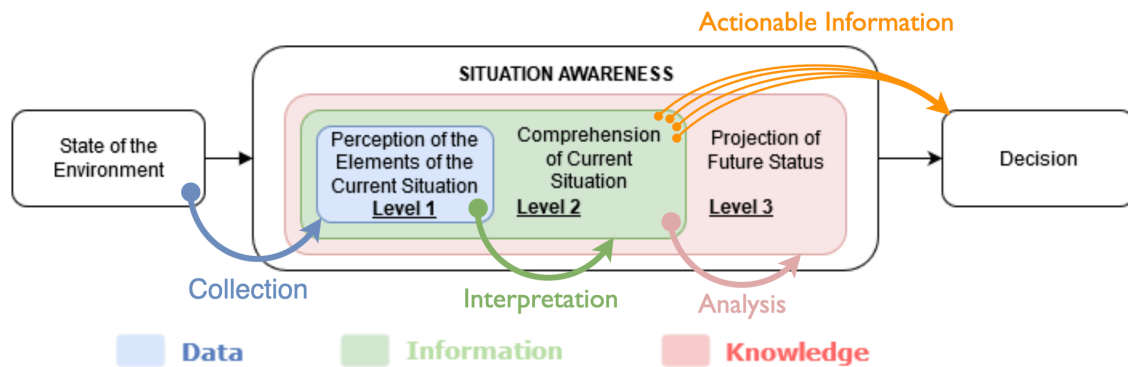 Actionable Information
SITUATION AWARENESS
State of the
Environment
Perception of the
Elements of the
Current Situation
Level 1
Comprehension
of Current
Situation
Level 2
Projection of
Future Status
Level 3
Decision
Collection
Interpretation
Analysis
Data
Information
Knowledge